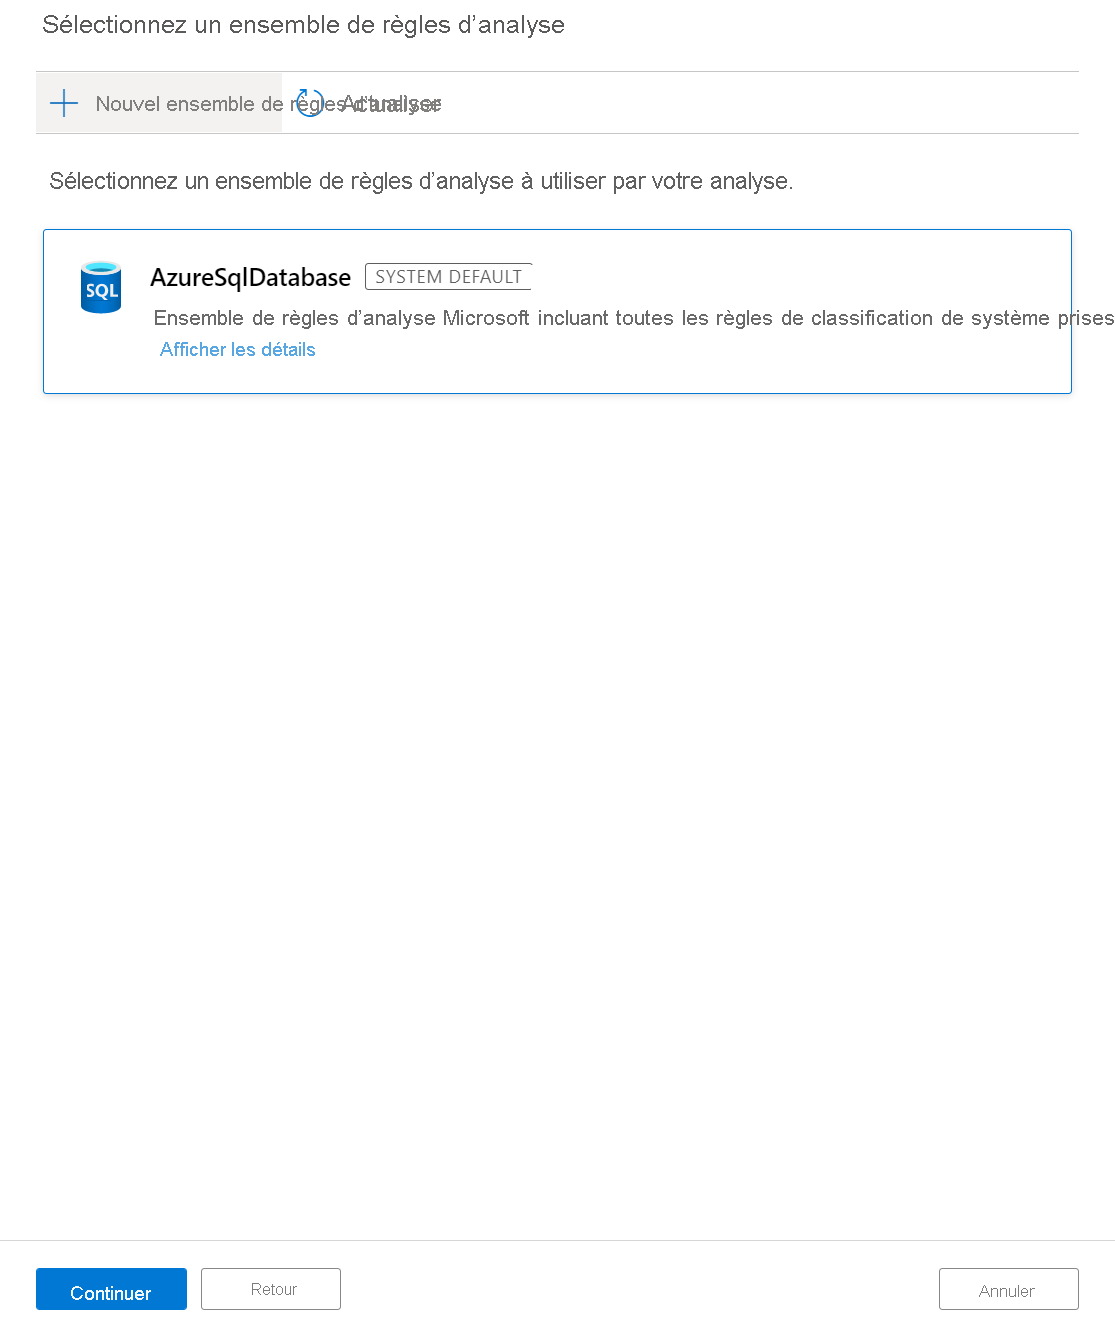 Sélectionnez un ensemble de règles d’analyse
Nouvel ensemble de règles d’analyse Actualiser
Sélectionnez un ensemble de règles d’analyse à utiliser par votre analyse.
SQL
AzureSqlDatabase SYSTEM DEFAULT
Ensemble de règles d’analyse Microsoft incluant toutes les règles de classification de système prises
Afficher les détails
Continuer Retour Annuler